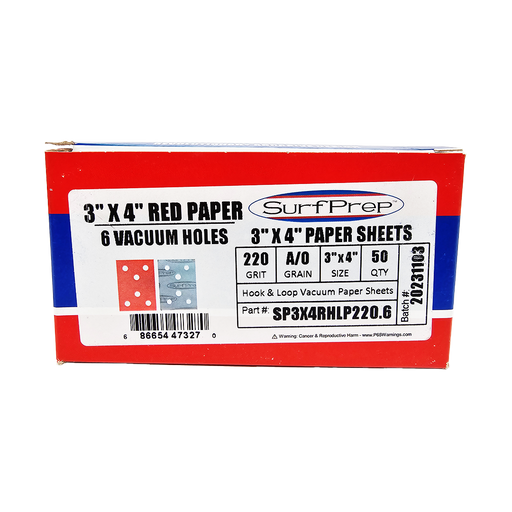 3" X 4" RED PAPER
6 VACUUM HOLES
SurfPrep™
3" X 4" PAPER SHEETS
220 A/O 3"x4" 50
GRIT GRAIN SIZE QTY
Hook & Loop Vacuum Paper Sheets
Part #: SP3X4RHLP220.6
Batch #: 20231103
6 86654 47327 0
⚠ Warning: Cancer & Reproductive Harm - www.P65Warnings.com